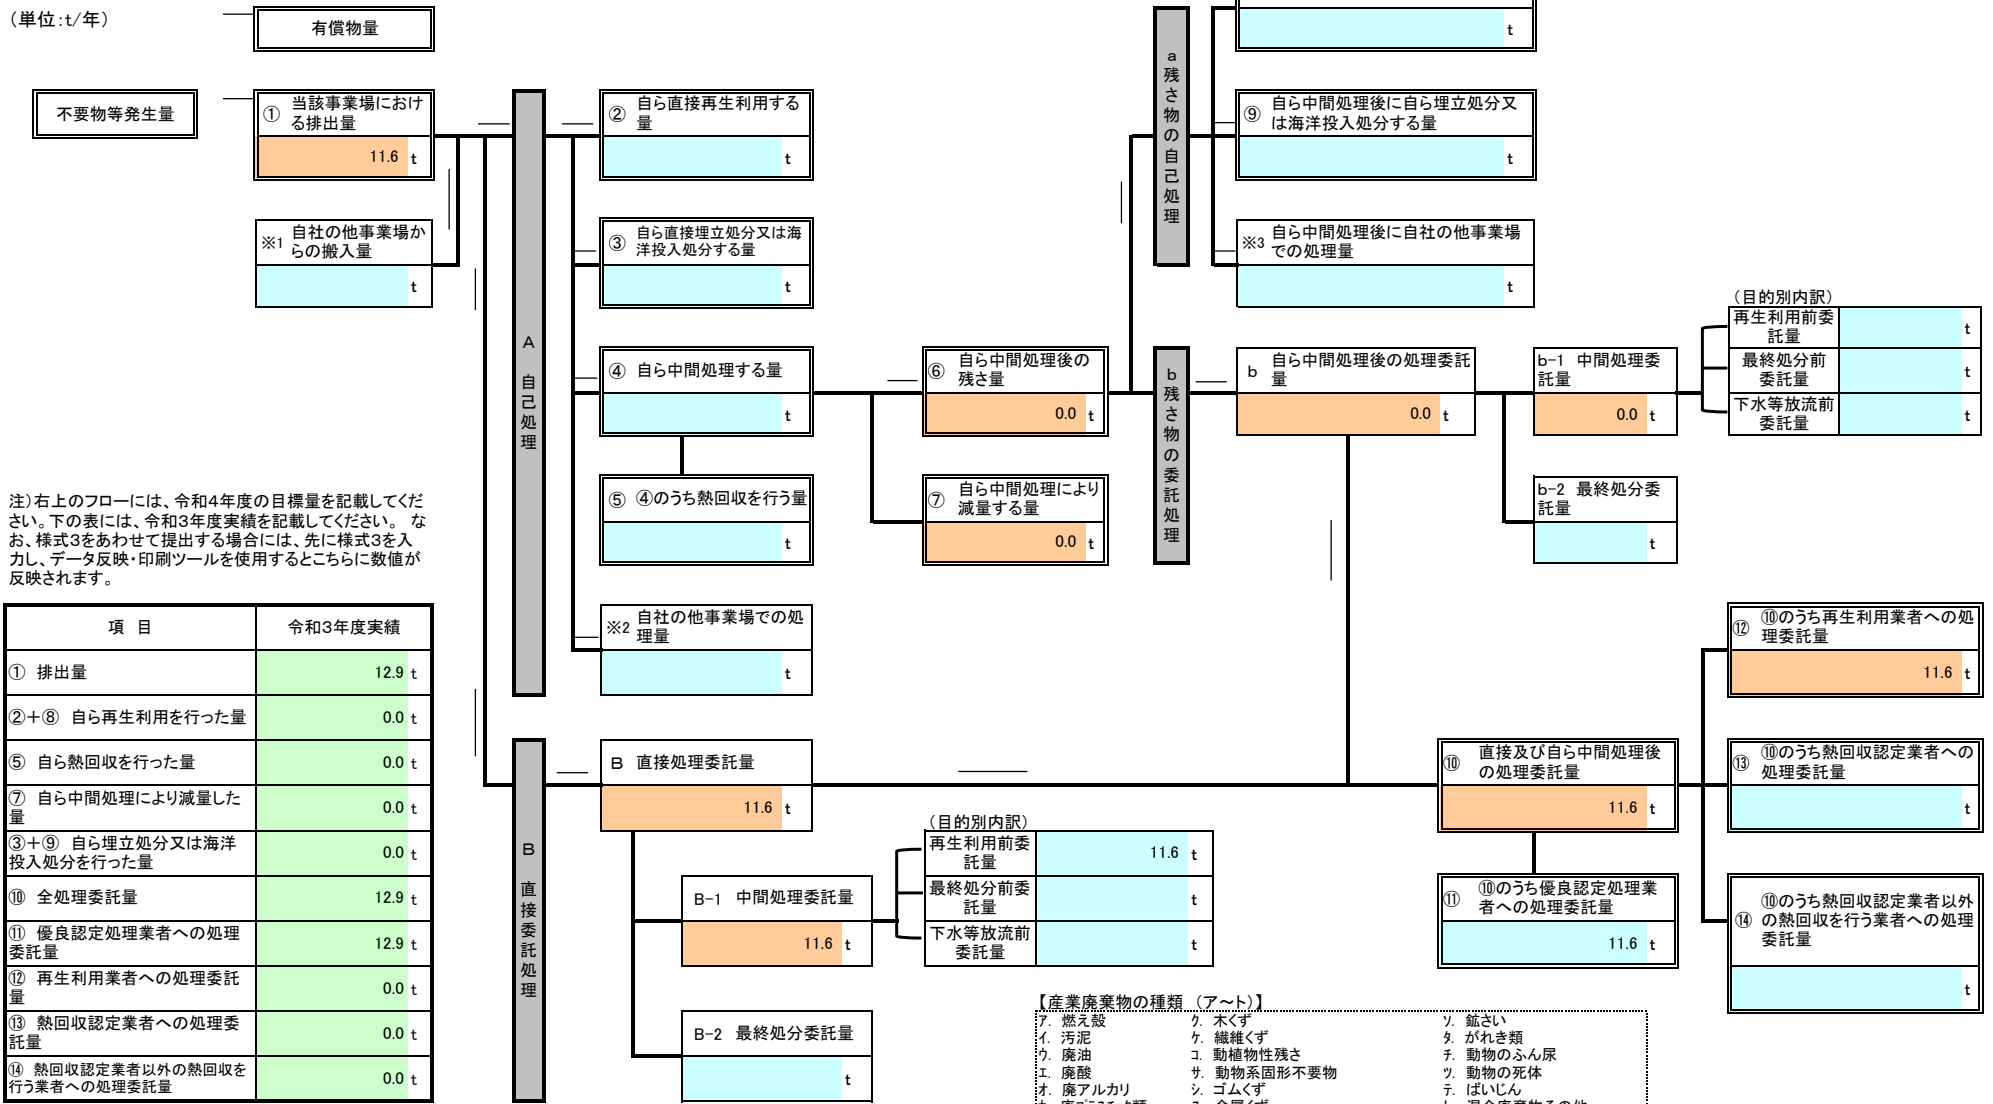 (単位:t/年)
有償物量
不要物等発生量
① 当該事業場におけ
る排出量
11.6 t
※1 自社の他事業場か
らの搬入量
t
A 自己処理
② 自ら直接再生利用する
量
t
③ 自ら直接埋立処分又は海
洋投入処分する量
t
④ 自ら中間処理する量
t
⑤ ④のうち熱回収を行う量
t
※2 自社の他事業場での処
理量
t
⑥ 自ら中間処理後の
残さ量
0.0 t
⑦ 自ら中間処理により
減量する量
0.0 t
a 残さ物の自己処理
t
⑨ 自ら中間処理後に自ら埋立処分又
は海洋投入処分する量
t
※3 自ら中間処理後に自社の他事業場
での処理量
t
b 残さ物の委託処理
b 自ら中間処理後の処理委託
量
0.0 t
b-1 中間処理委
託量
0.0 t
(目的別内訳)
再生利用前委
託量
t
最終処分前
委託量
t
下水等放流前
委託量
t
b-2 最終処分委
託量
t
注)右上のフローには、令和4年度の目標量を記載してくだ
さい。下の表には、令和3年度実績を記載してください。 な
お、様式3をあわせて提出する場合には、先に様式3を入
力し、データ反映・印刷ツールを使用するとこちらに数値が
反映されます。
項 目 令和3年度実績
① 排出量 12.9 t
②+⑧ 自ら再生利用を行った量 0.0 t
⑤ 自ら熱回収を行った量 0.0 t
⑦ 自ら中間処理により減量した
量 0.0 t
③+⑨ 自ら埋立処分又は海洋
投入処分を行った量 0.0 t
⑩ 全処理委託量 12.9 t
⑪ 優良認定処理業者への処理
委託量 12.9 t
⑫ 再生利用業者への処理委託
量 0.0 t
⑬ 熱回収認定業者への処理委
託量 0.0 t
⑭ 熱回収認定業者以外の熱回収を
行う業者への処理委託量 0.0 t
B 直接委託処理
B 直接処理委託量
11.6 t
B-1 中間処理委託量
11.6 t
(目的別内訳)
再生利用前委
託量
11.6 t
最終処分前委
託量
t
下水等放流前
委託量
t
B-2 最終処分委託量
t
⑩ 直接及び自ら中間処理後
の処理委託量
11.6 t
⑪ ⑩のうち優良認定処理業
者への処理委託量
11.6 t
⑫ ⑩のうち再生利用業者への処
理委託量
11.6 t
⑬ ⑩のうち熱回収認定業者への
処理委託量
t
⑭ ⑩のうち熱回収認定業者以外
の熱回収を行う業者への処理
委託量
t
【産業廃棄物の種類 (ア~ト)】
ア. 燃え殻 ク. 木くず ソ. 鉱さい
イ. 汚泥 ケ. 繊維くず タ. がれき類
ウ. 廃油 コ. 動植物性残さ チ. 動物のふん尿
エ. 廃酸 サ. 動物系固形不要物 ツ. 動物の死体
オ. 廃アルカリ シ. ゴムくず テ. ばいじん